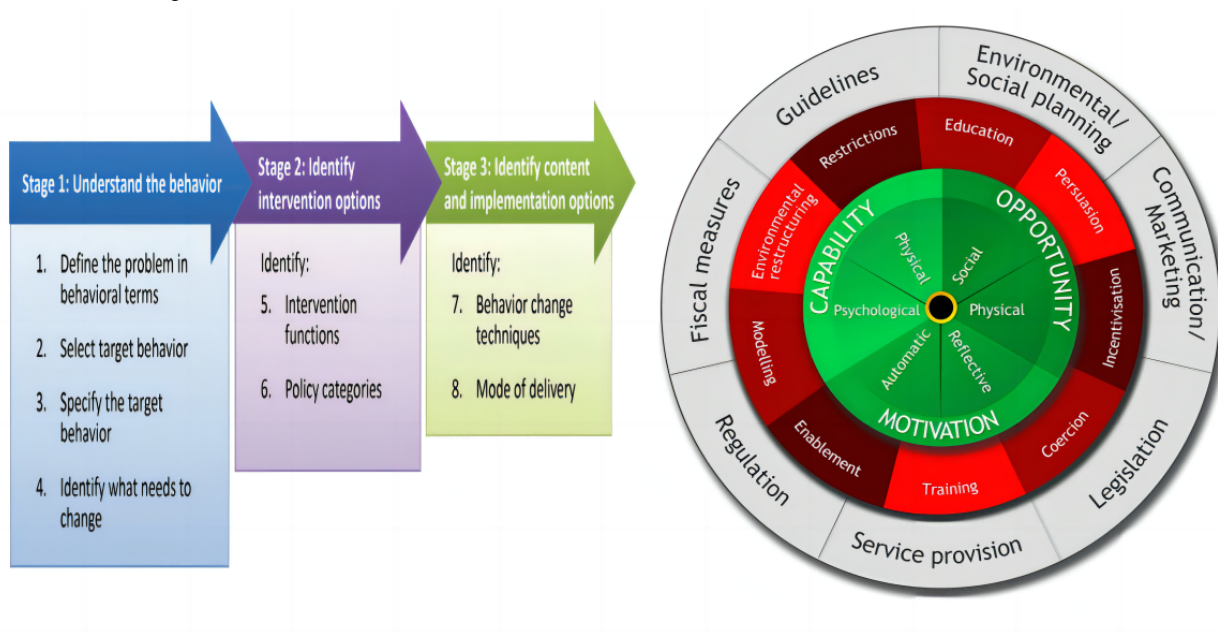 Stage 1: Understand the behavior
1. Define the problem in
behavioral terms
2. Select target behavior
3. Specify the target
behavior
4. Identify what needs to
change
Stage 2: Identify
intervention options
Identify:
5. Intervention
functions
6. Policy categories
Stage 3: Identify content
and implementation options
Identify:
7. Behavior change
techniques
8. Mode of delivery
Guidelines
Environmental/
Social planning
Communication/
Marketing
Legislation
Service provision
Regulation
Fiscal measures
Restrictions
Education
Persuasion
Incentivisation
Coercion
Training
Enablement
Modelling
Environmental
restructuring
CAPABILITY
OPPORTUNITY
MOTIVATION
Physical
Social
Psychological
Physical
Automatic
Reflective